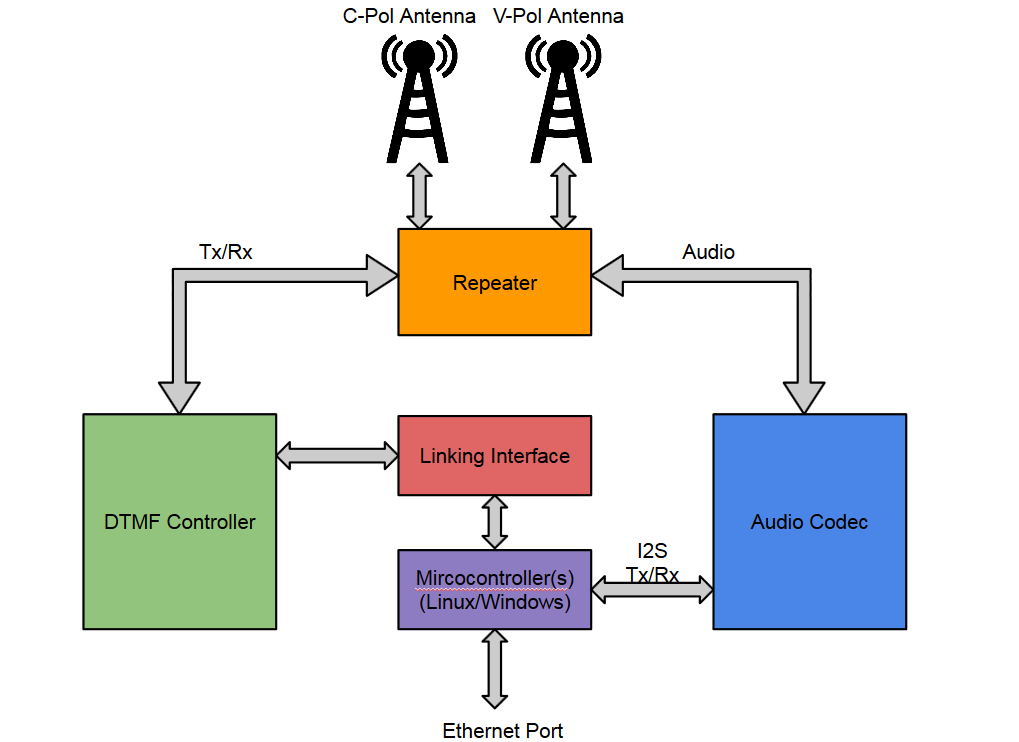 C-Pol Antenna
V-Pol Antenna
Tx/Rx
Repeater
Audio
DTMF Controller
Linking Interface
Audio Codec
Mircocontroller(s)
(Linux/Windows)
I2S
Tx/Rx
Ethernet Port